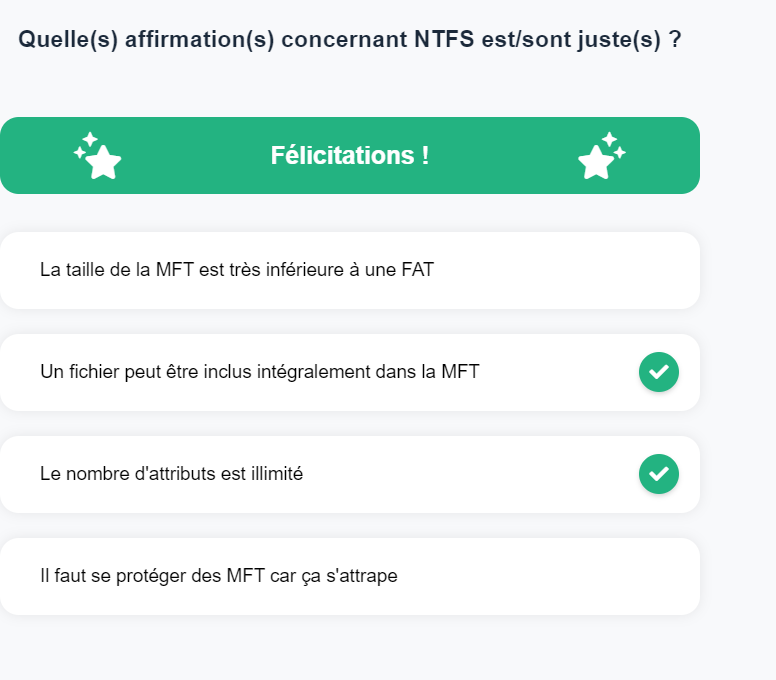 Quelle(s) affirmation(s) concernant NTFS est/sont juste(s) ?
Félicitations !
La taille de la MFT est très inférieure à une FAT
Un fichier peut être inclus intégralement dans la MFT
Le nombre d'attributs est illimité
Il faut se protéger des MFT car ça s'attrape